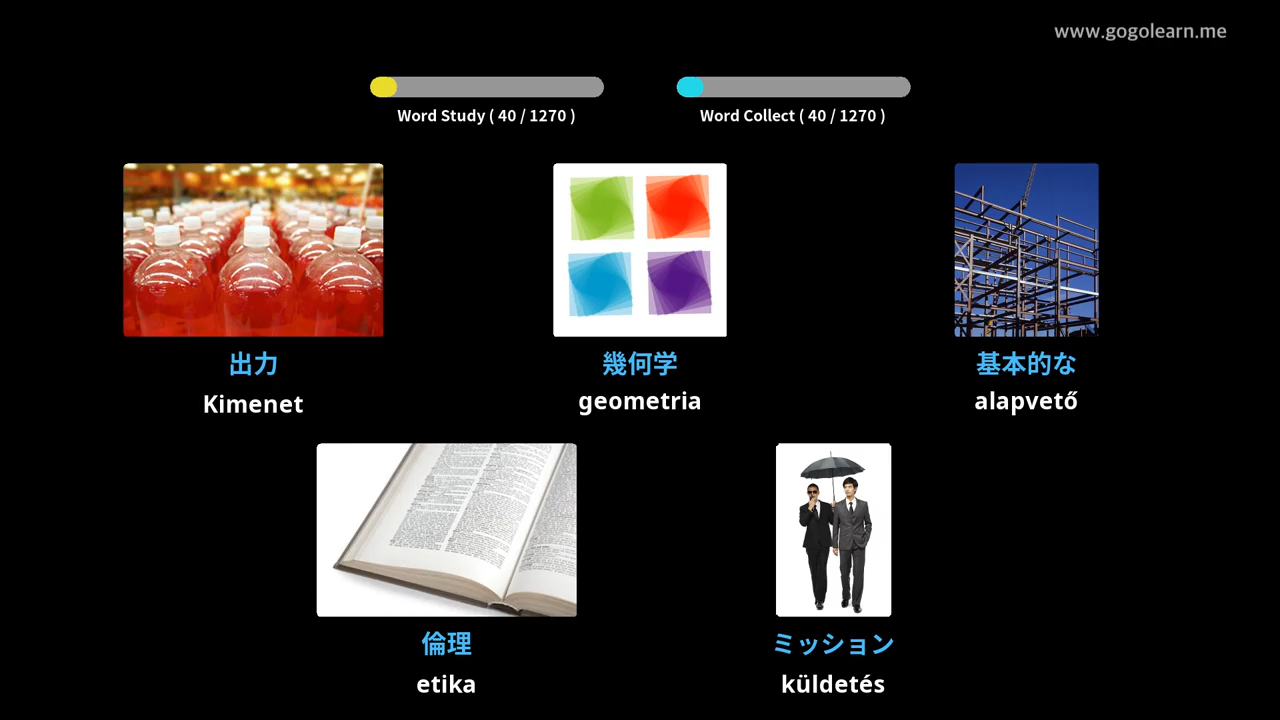 www.gogolearn.me
Word Study ( 40 / 1270 )
Word Collect ( 40 / 1270 )
出力
Kimenet
幾何学
geometria
基本的な
alapvető
倫理
etika
ミッション
küldetés